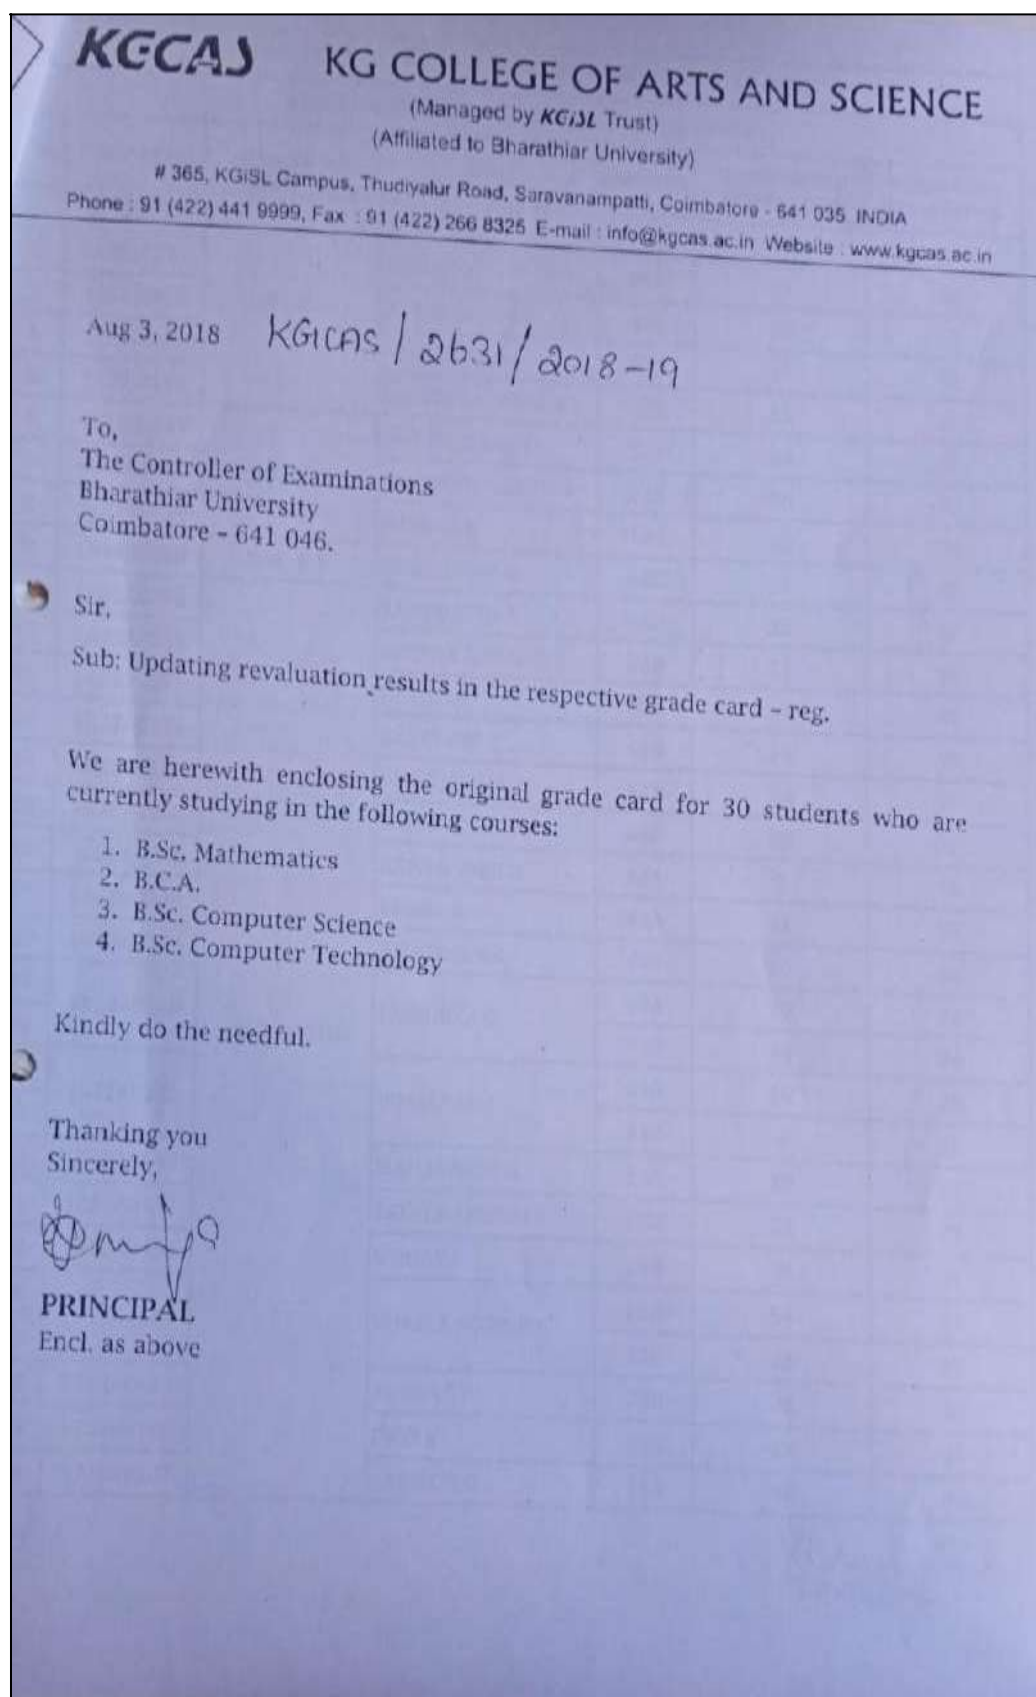 KGCAS KG COLLEGE OF ARTS AND SCIENCE
(Managed by KGiSL Trust)
(Affiliated to Bharathiar University)
# 365, KGiSL Campus, Thudiyalur Road, Saravanampatti, Coimbatore - 641 035 INDIA
Phone : 91 (422) 441 9999, Fax : 91 (422) 266 8325 E-mail : info@kgcas.ac.in Website : www.kgcas.ac.in
Aug 3, 2018 KGICAS / 2631 / 2018-19
To,
The Controller of Examinations
Bharathiar University
Coimbatore – 641 046.
Sir,
Sub: Updating revaluation results in the respective grade card – reg.
We are herewith enclosing the original grade card for 30 students who are
currently studying in the following courses:
1. B.Sc. Mathematics
2. B.C.A.
3. B.Sc. Computer Science
4. B.Sc. Computer Technology
Kindly do the needful.
Thanking you
Sincerely,
PRINCIPAL
Encl. as above